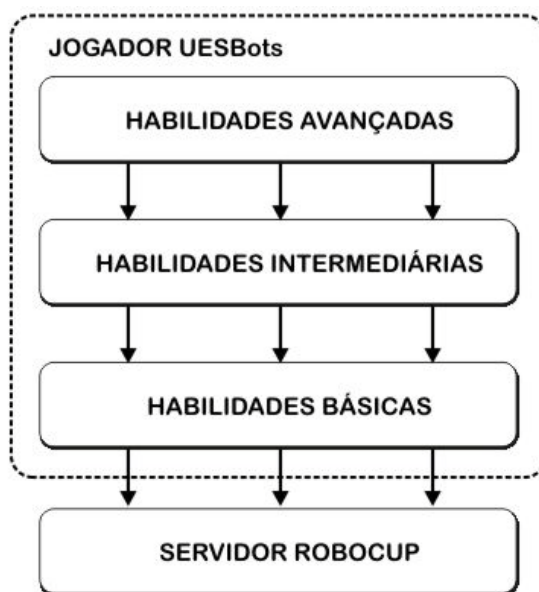 JOGADOR UESBots
HABILIDADES AVANÇADAS
HABILIDADES INTERMEDIÁRIAS
HABILIDADES BÁSICAS
SERVIDOR ROBOCUP